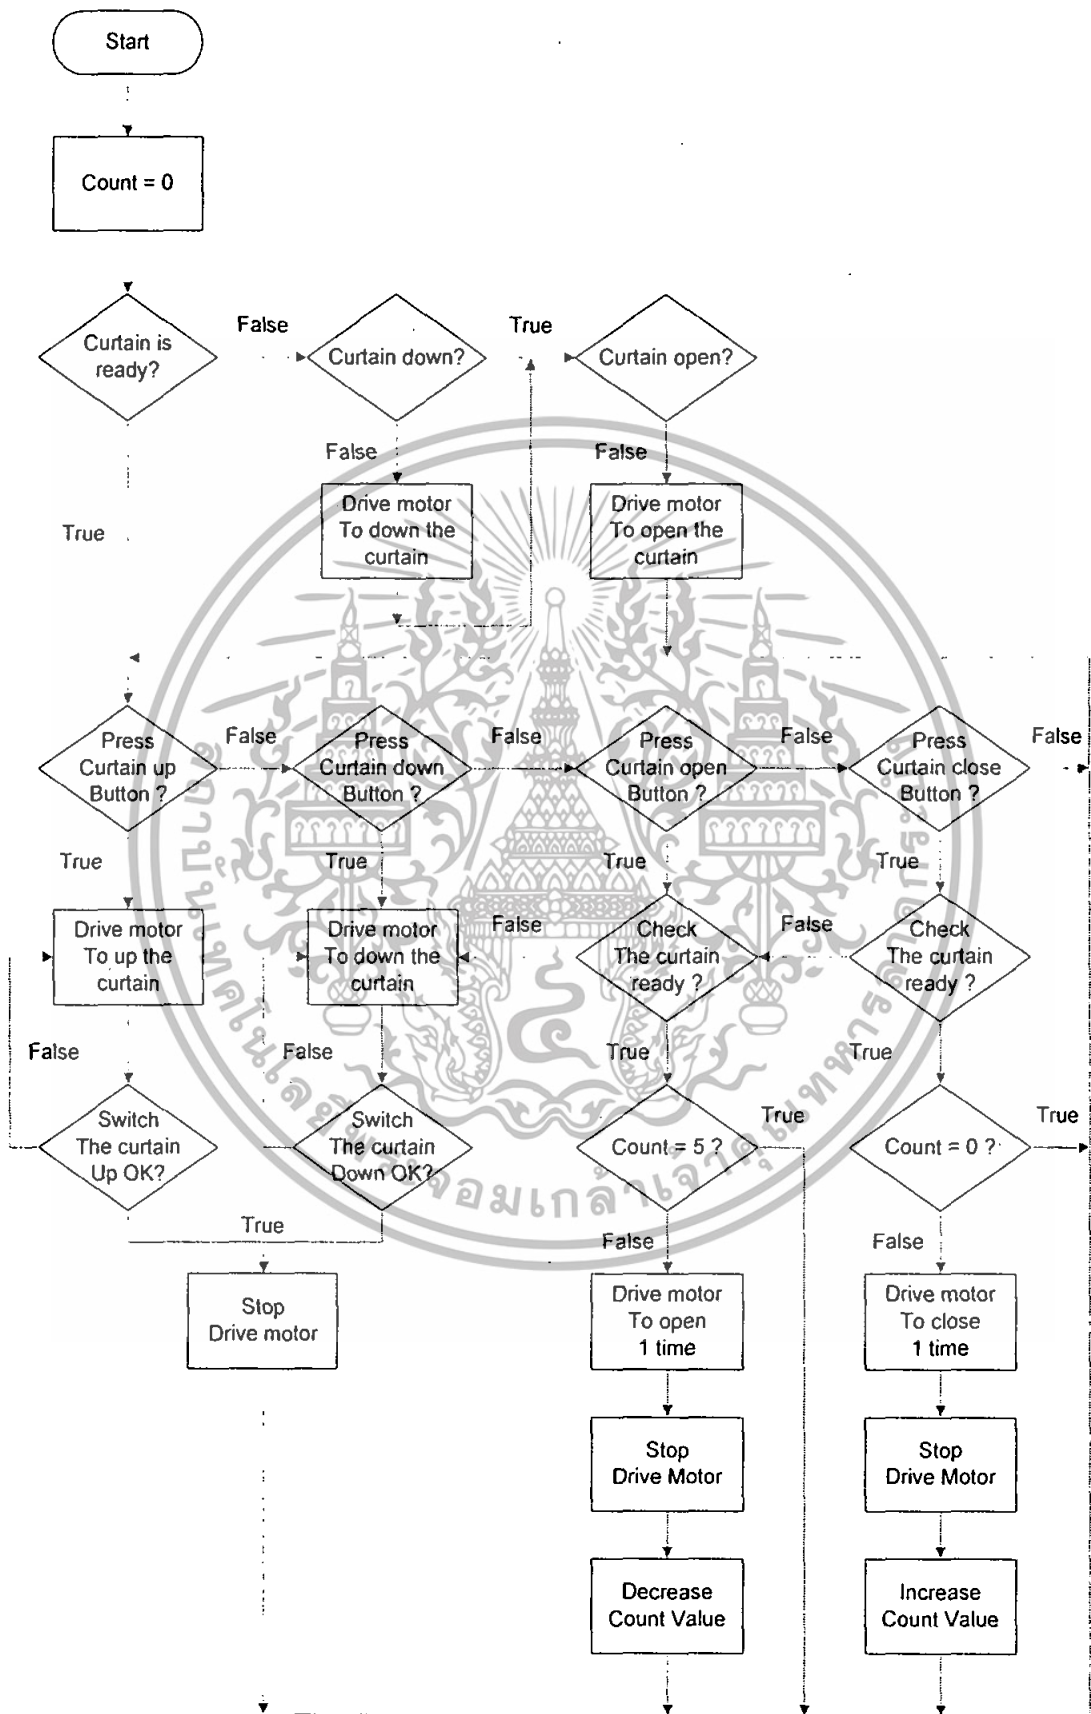 Start
Count = 0
Curtain is
ready?
False
Curtain down?
True
Curtain open?
False
False
True
Drive motor
To down the
curtain
Drive motor
To open the
curtain
Press
Curtain up
Button ?
False
Press
Curtain down
Button ?
False
Press
Curtain open
Button ?
False
Press
Curtain close
Button ?
False
True
True
True
True
Drive motor
To up the
curtain
Drive motor
To down the
curtain
False
Check
The curtain
ready ?
False
Check
The curtain
ready ?
False
False
True
True
Switch
The curtain
Up OK?
Switch
The curtain
Down OK?
Count = 5 ?
True
Count = 0 ?
True
True
False
False
Stop
Drive motor
Drive motor
To open
1 time
Drive motor
To close
1 time
Stop
Drive Motor
Stop
Drive Motor
Decrease
Count Value
Increase
Count Value